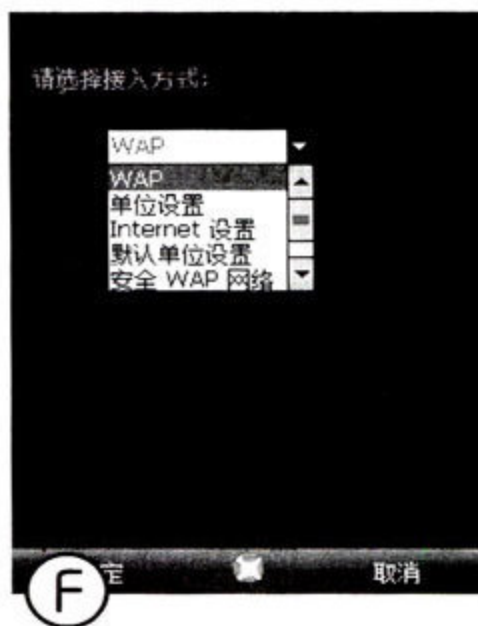 请选择接入方式:
WAP
WAP
单位设置
Internet 设置
默认单位设置
安全 WAP 网络
定 取消
F